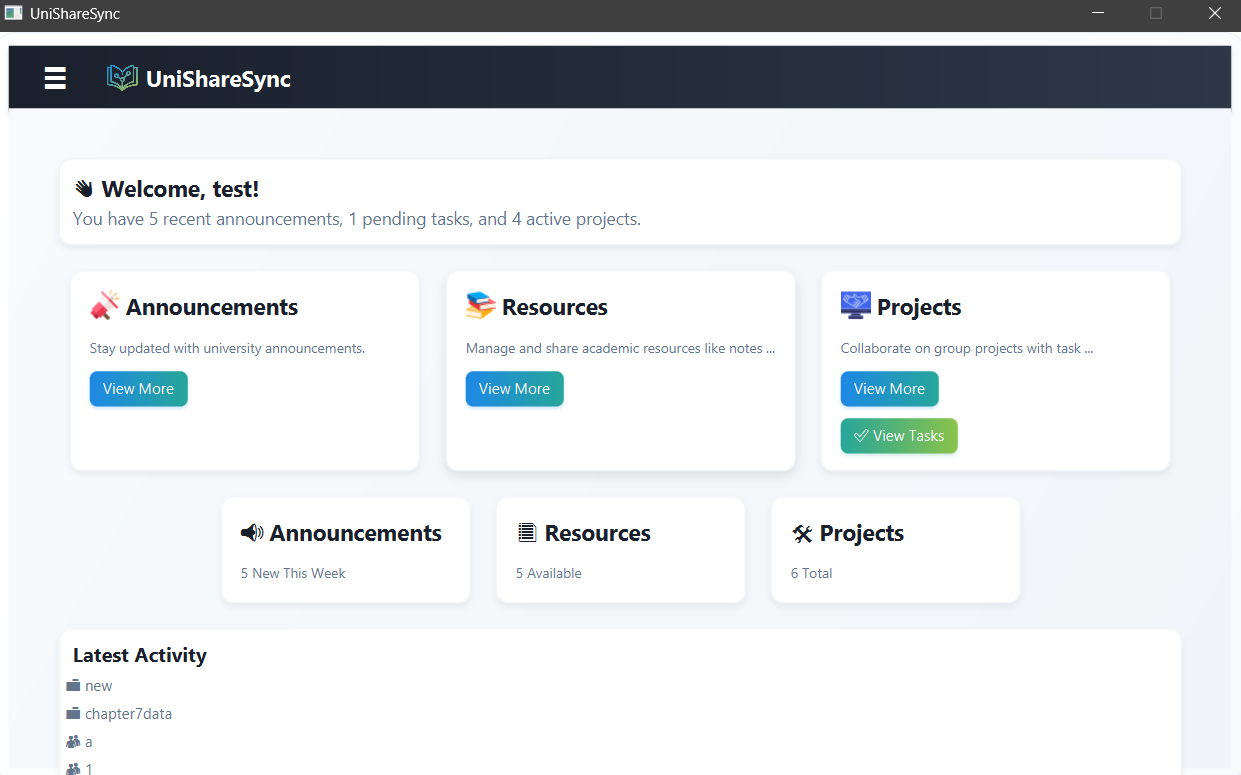 UniShareSync
UniShareSync
Welcome, test!
You have 5 recent announcements, 1 pending tasks, and 4 active projects.
Announcements
Stay updated with university announcements.
View More
Resources
Manage and share academic resources like notes ...
View More
Projects
Collaborate on group projects with task ...
View More
View Tasks
Announcements
5 New This Week
Resources
5 Available
Projects
6 Total
Latest Activity
new
chapter7data
a
1